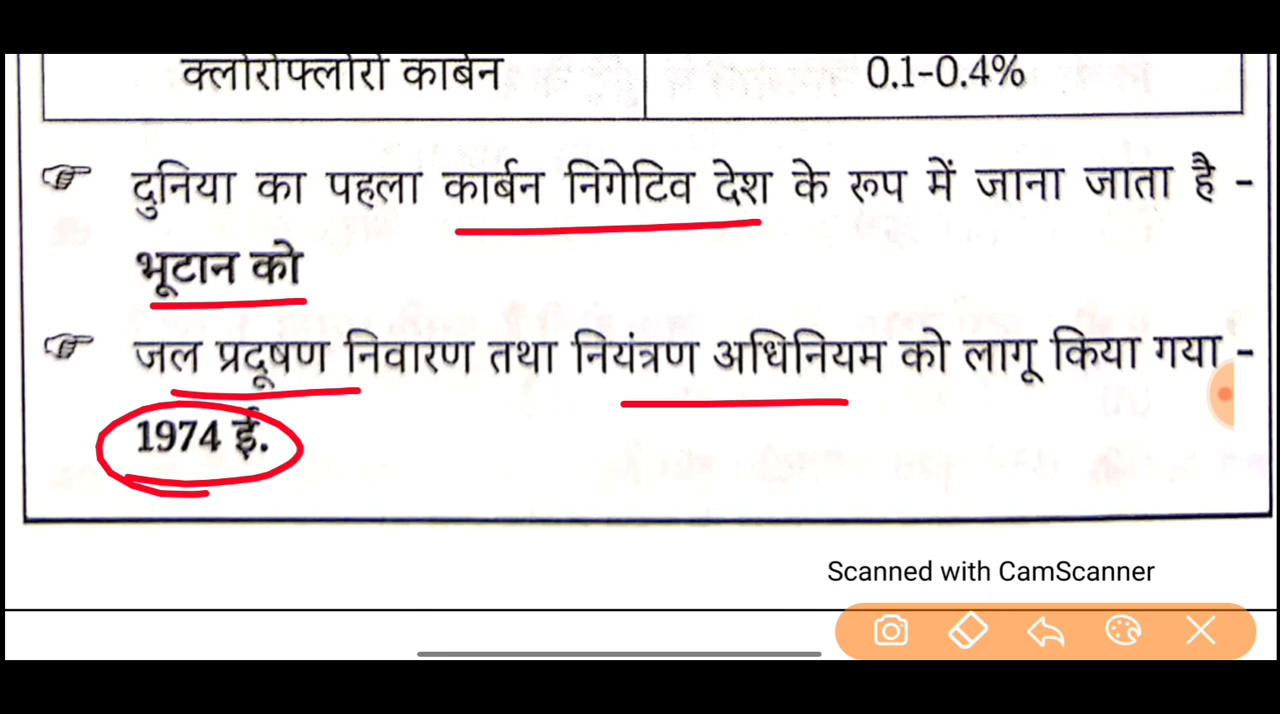 क्लोरोफ्लोरो कार्बन 0.1-0.4%
दुनिया का पहला कार्बन निगेटिव देश के रूप में जाना जाता है -
भूटान को
जल प्रदूषण निवारण तथा नियंत्रण अधिनियम को लागू किया गया -
1974 ई.
Scanned with CamScanner